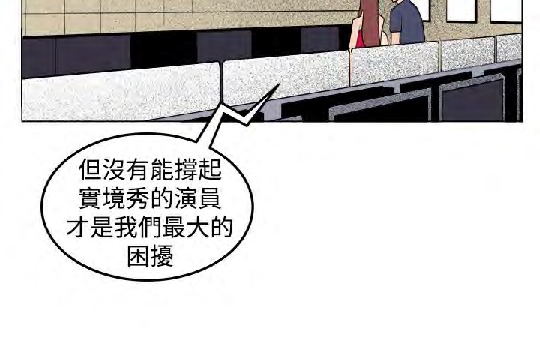 但沒有能撐起
實境秀的演員
才是我們最大的
困擾